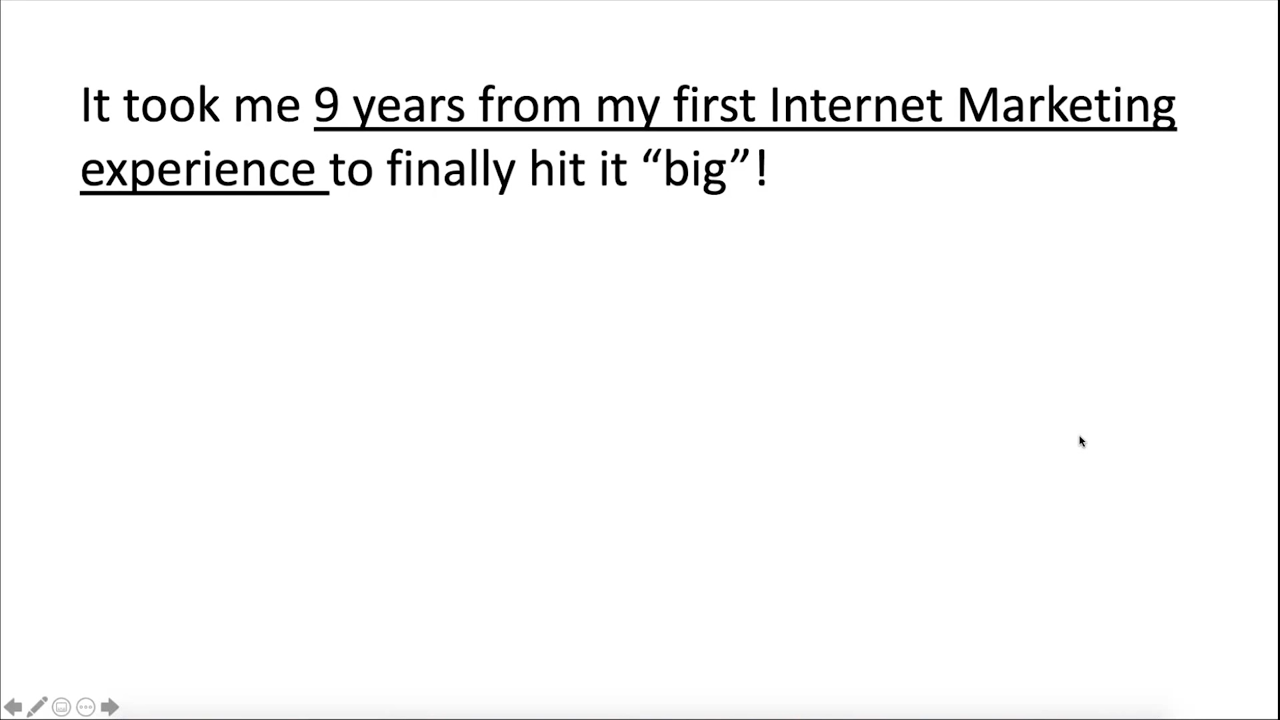 It took me 9 years from my first Internet Marketing
experience to finally hit it “big”!